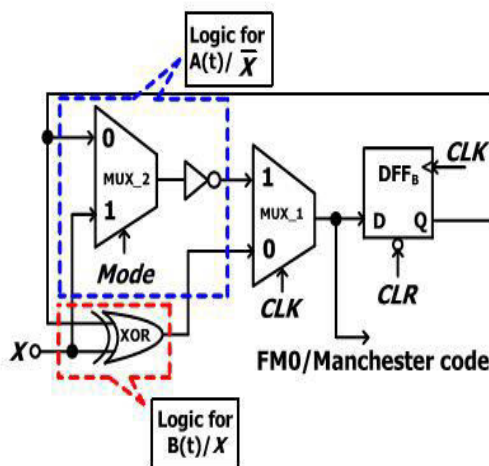 Logic for
A(t)/ X̅
0
MUX_2
1
Mode
1
MUX_1
0
CLK
DFF_B
CLK
D
Q
CLR
X
XOR
FM0/Manchester code
Logic for
B(t)/X